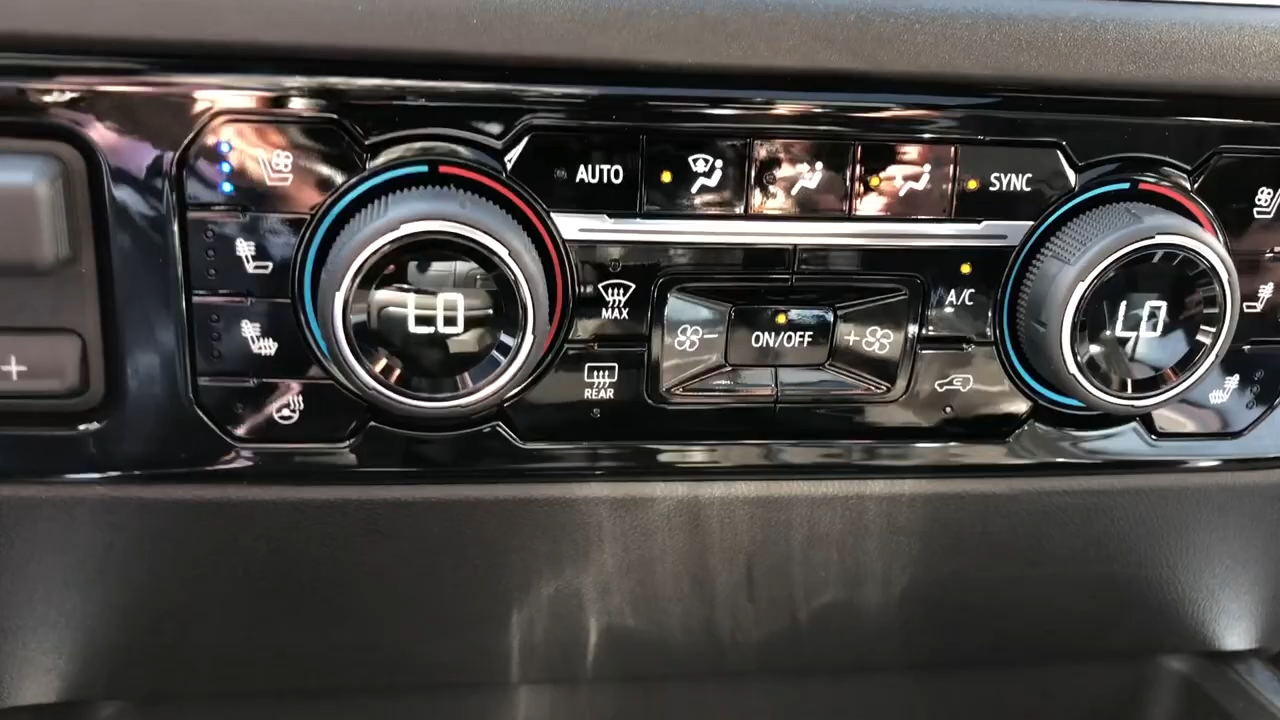 AUTO
SYNC
LO
MAX
- ON/OFF +
A/C
LO
REAR
+